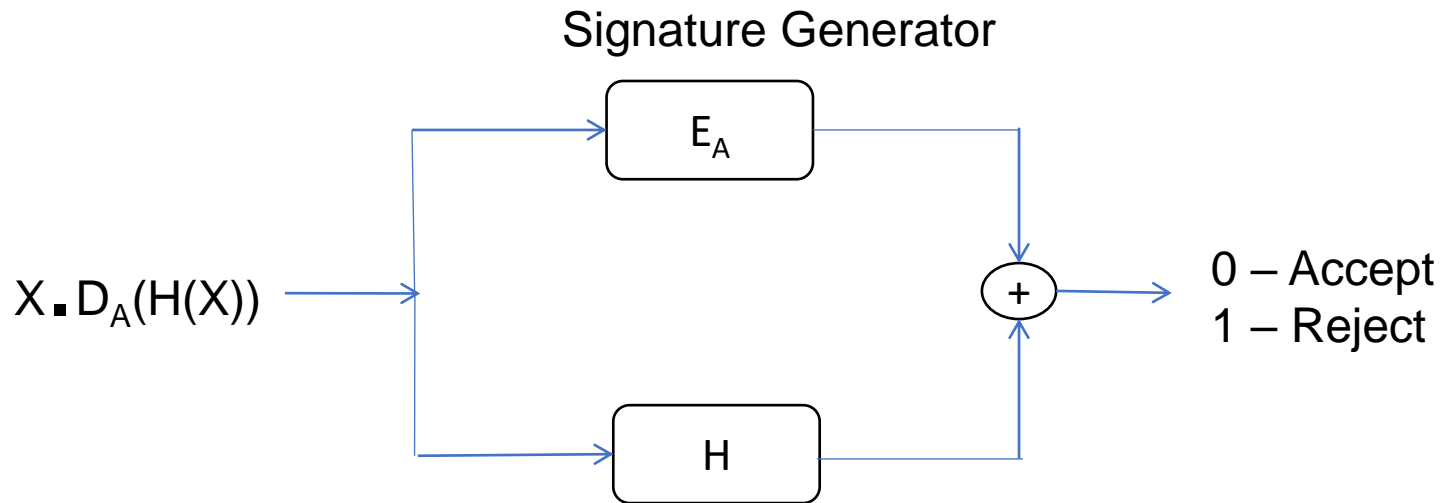 Signature Generator
E_A
X ▪ D_A(H(X))
+
0 – Accept
1 – Reject
H